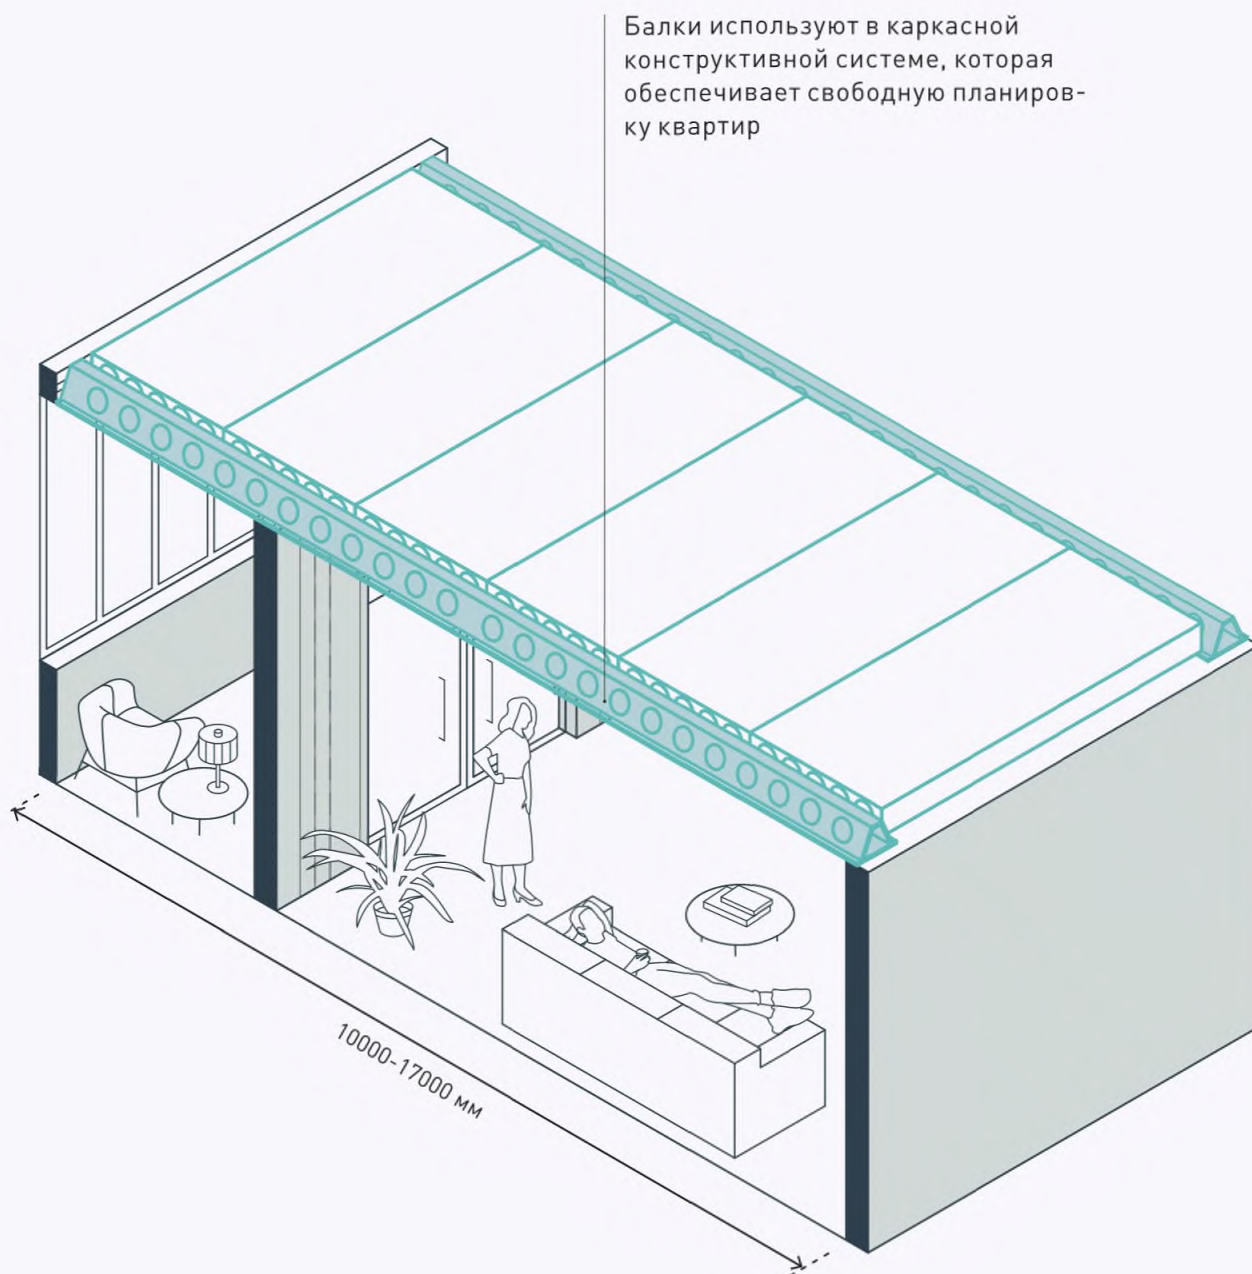 Балки используют в каркасной
конструктивной системе, которая
обеспечивает свободную планиров-
ку квартир
10000-17000 мм